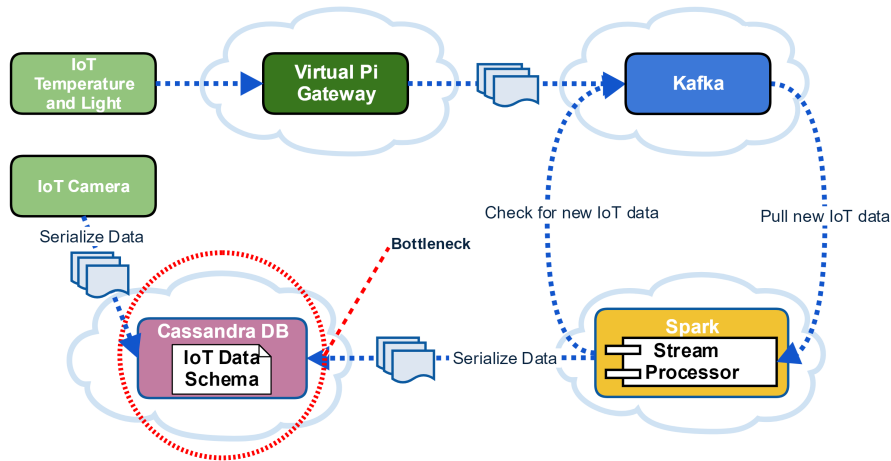 IoT
Temperature
and Light
Virtual Pi
Gateway
Kafka
IoT Camera
Serialize Data
Check for new IoT data
Pull new IoT data
Bottleneck
Cassandra DB
IoT Data
Schema
Serialize Data
Spark
Stream
Processor